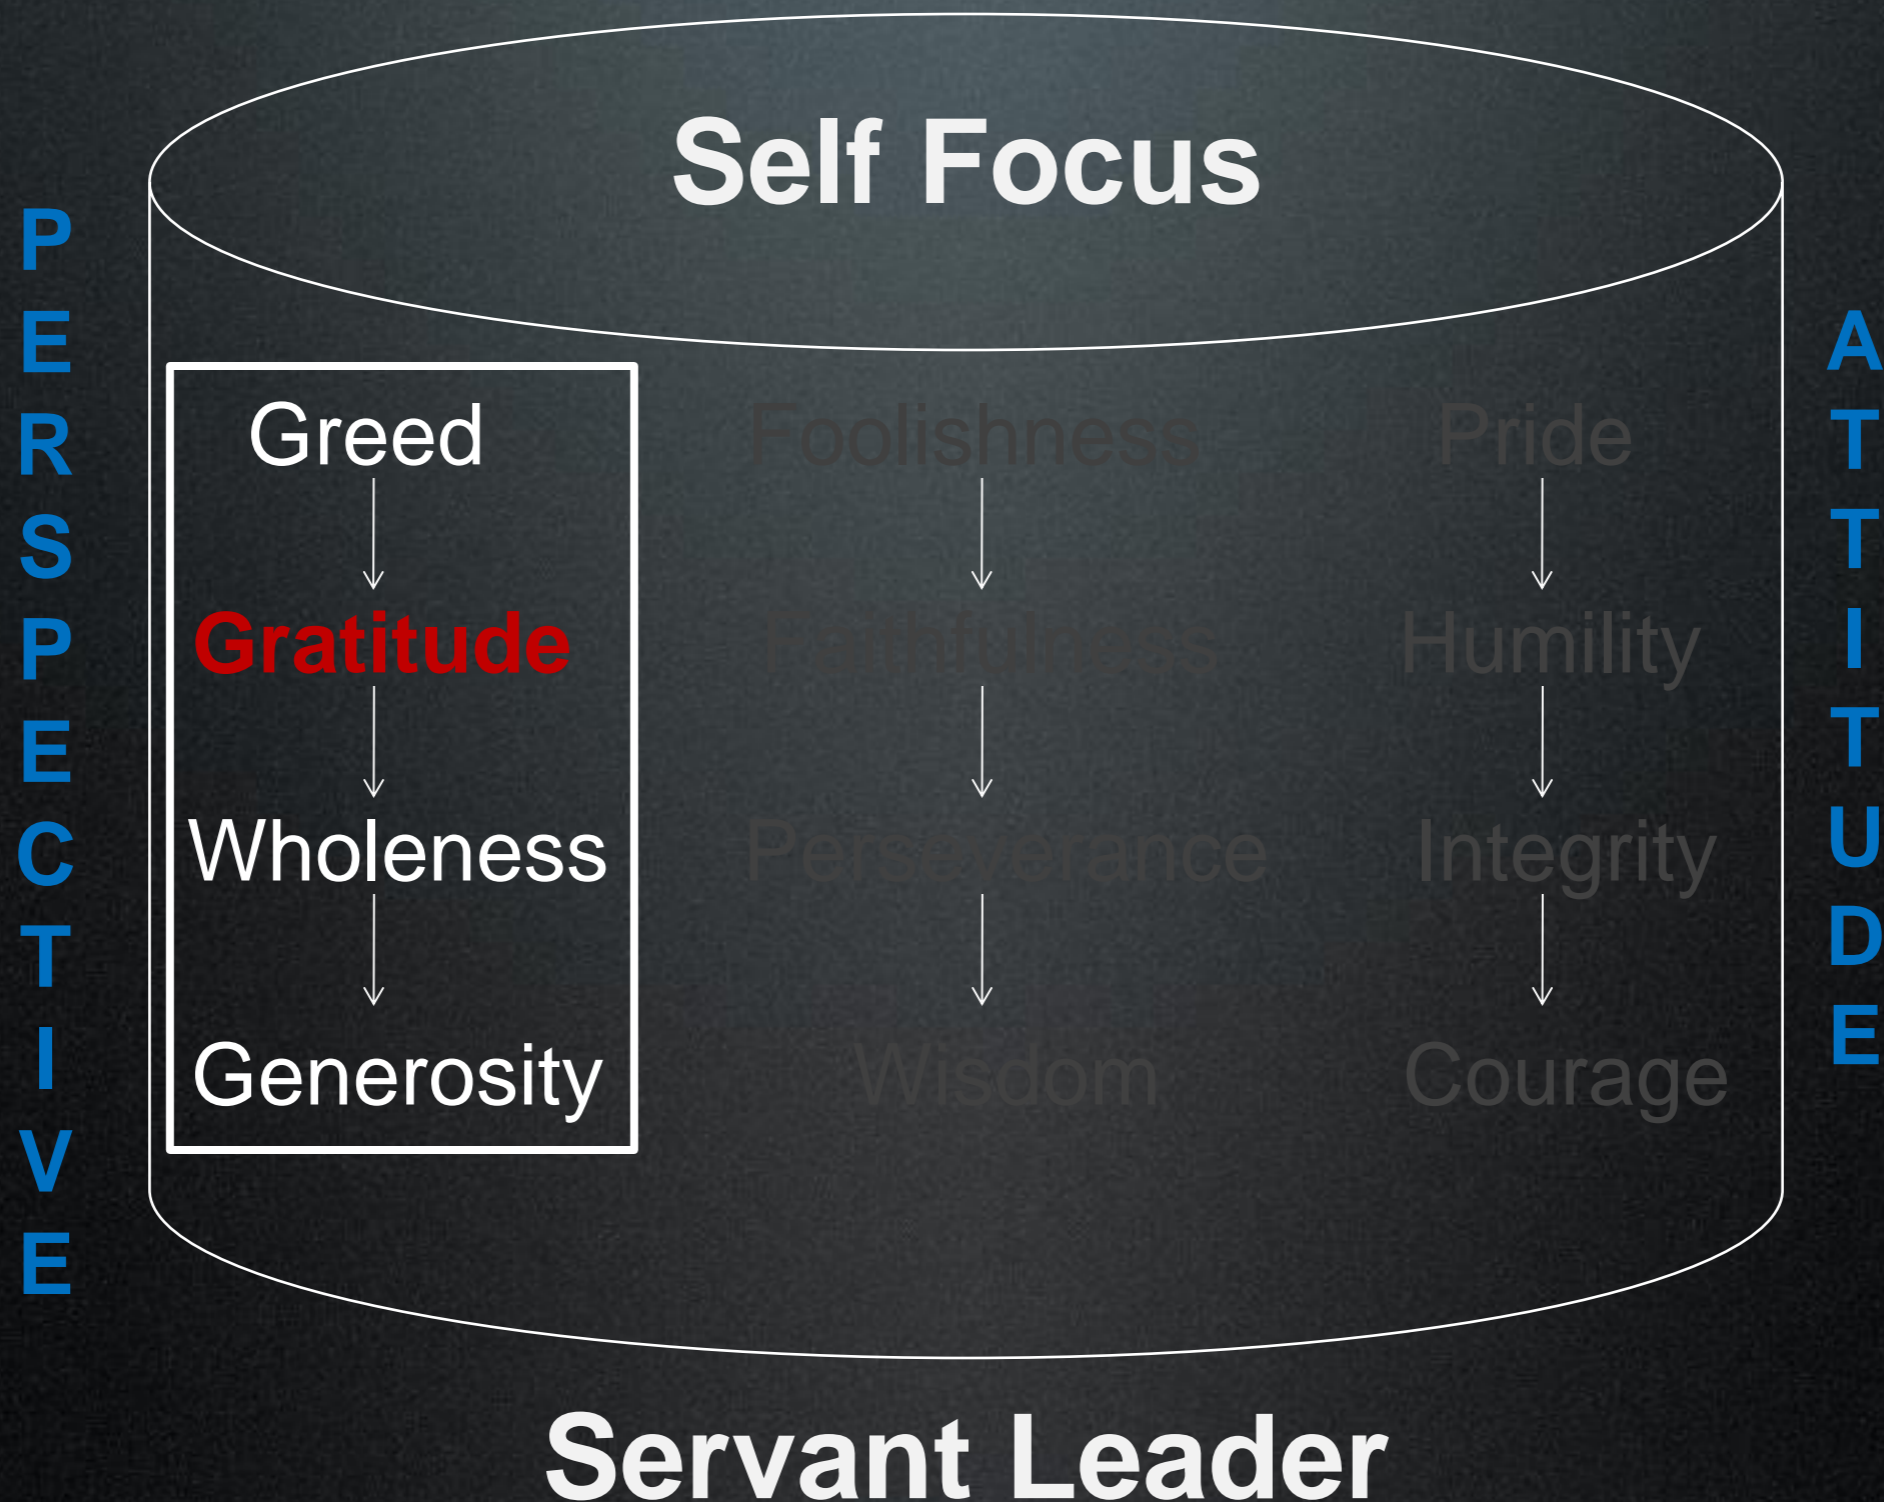 Self Focus
PERSPECTIVE
Greed
Gratitude
Wholeness
Generosity
Foolishness
Faithfulness
Perseverance
Wisdom
Pride
Humility
Integrity
Courage
ATTITUDE
Servant Leader